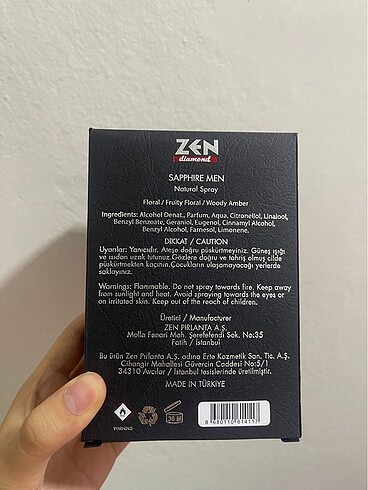 ZEN
diamond
SAPPHIRE MEN
Natural Spray
Floral / Fruity Floral / Woody Amber
Ingredients: Alcohol Denat., Parfum, Aqua, Citronellol, Linalool,
Benzyl Benzoate, Geraniol, Eugenol, Cinnamyl Alcohol,
Benzyl Alcohol, Farnesol, Limonene.
DİKKAT / CAUTION
Uyarılar: Yanıcıdır. Ateşe doğru püskürtmeyiniz. Güneş ışığı
ve ısıdan uzak tutunuz. Gözlere doğru ve tahriş olmuş cilde
püskürtmekten kaçının. Çocukların ulaşamayacağı yerlerde
saklayınız.
Warnings: Flammable. Do not spray towards fire. Keep away
from sunlight and heat. Avoid spraying towards the eyes or
on irritated skin. Keep out of the reach of children.
Üretici / Manufacturer
ZEN PIRLANTA A.Ş.
Molla Fenari Mah. Şerefefendi Sok. No:35
Fatih / İstanbul
Bu Ürün Zen Pırlanta A.Ş. adına Erte Kozmetik San. Tic. A.Ş.
Cihangir Mahallesi Güvercin Caddesi No:5/1
34310 Avcılar / İstanbul tesislerinde üretilmiştir.
MADE IN TÜRKİYE
36 M
8 680110 614117